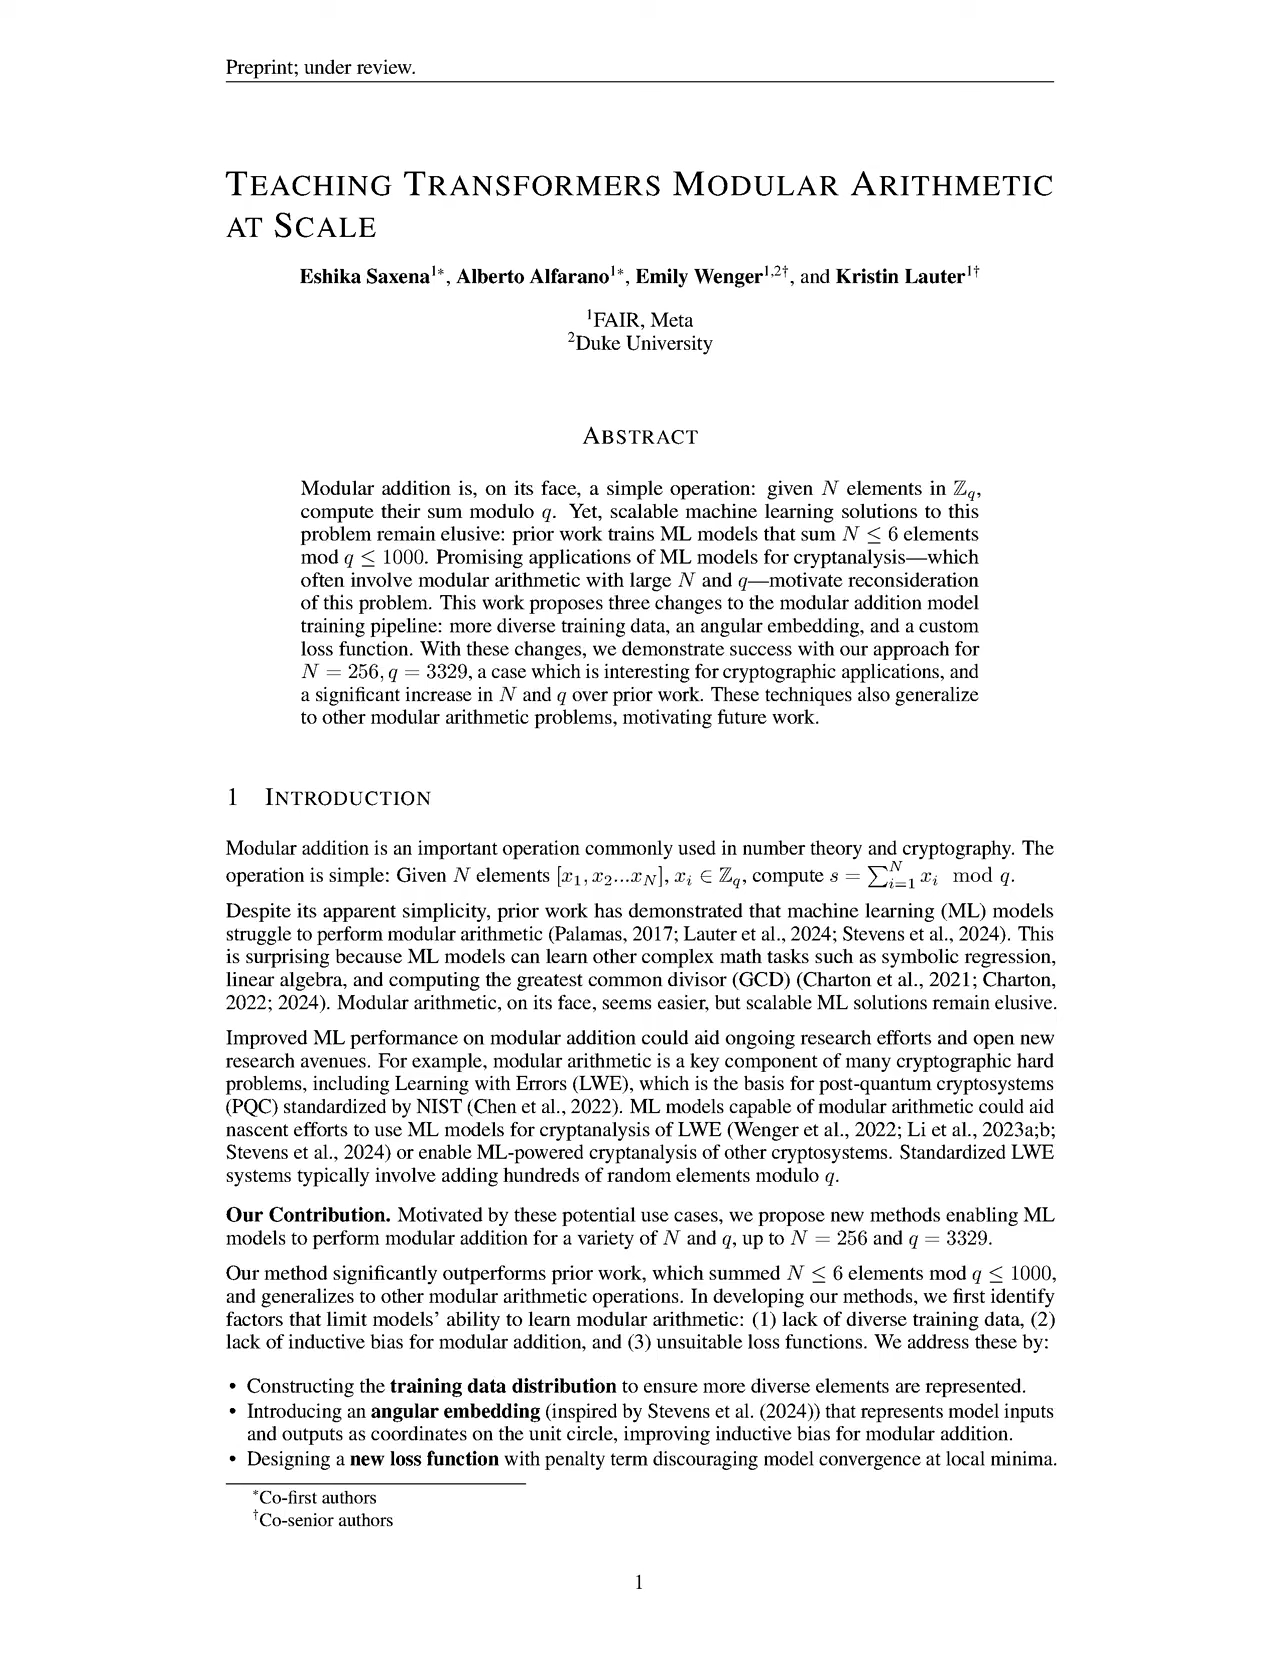 Preprint; under review.
TEACHING TRANSFORMERS MODULAR ARITHMETIC
AT SCALE
Eshika Saxena¹*, Alberto Alfarano¹*, Emily Wenger¹,²†, and Kristin Lauter¹†
¹FAIR, Meta
²Duke University
ABSTRACT
Modular addition is, on its face, a simple operation: given N elements in ℤ_q,
compute their sum modulo q. Yet, scalable machine learning solutions to this
problem remain elusive: prior work trains ML models that sum N ≤ 6 elements
mod q ≤ 1000. Promising applications of ML models for cryptanalysis—which
often involve modular arithmetic with large N and q—motivate reconsideration
of this problem. This work proposes three changes to the modular addition model
training pipeline: more diverse training data, an angular embedding, and a custom
loss function. With these changes, we demonstrate success with our approach for
N = 256, q = 3329, a case which is interesting for cryptographic applications, and
a significant increase in N and q over prior work. These techniques also generalize
to other modular arithmetic problems, motivating future work.
1 INTRODUCTION
Modular addition is an important operation commonly used in number theory and cryptography. The
operation is simple: Given N elements [x₁, x₂...x_N], x_i ∈ ℤ_q, compute s = ∑_{i=1}^{N} x_i mod q.
Despite its apparent simplicity, prior work has demonstrated that machine learning (ML) models
struggle to perform modular arithmetic (Palamas, 2017; Lauter et al., 2024; Stevens et al., 2024). This
is surprising because ML models can learn other complex math tasks such as symbolic regression,
linear algebra, and computing the greatest common divisor (GCD) (Charton et al., 2021; Charton,
2022; 2024). Modular arithmetic, on its face, seems easier, but scalable ML solutions remain elusive.
Improved ML performance on modular addition could aid ongoing research efforts and open new
research avenues. For example, modular arithmetic is a key component of many cryptographic hard
problems, including Learning with Errors (LWE), which is the basis for post-quantum cryptosystems
(PQC) standardized by NIST (Chen et al., 2022). ML models capable of modular arithmetic could aid
nascent efforts to use ML models for cryptanalysis of LWE (Wenger et al., 2022; Li et al., 2023a;b;
Stevens et al., 2024) or enable ML-powered cryptanalysis of other cryptosystems. Standardized LWE
systems typically involve adding hundreds of random elements modulo q.
Our Contribution. Motivated by these potential use cases, we propose new methods enabling ML
models to perform modular addition for a variety of N and q, up to N = 256 and q = 3329.
Our method significantly outperforms prior work, which summed N ≤ 6 elements mod q ≤ 1000,
and generalizes to other modular arithmetic operations. In developing our methods, we first identify
factors that limit models' ability to learn modular arithmetic: (1) lack of diverse training data, (2)
lack of inductive bias for modular addition, and (3) unsuitable loss functions. We address these by:
• Constructing the training data distribution to ensure more diverse elements are represented.
• Introducing an angular embedding (inspired by Stevens et al. (2024)) that represents model inputs
and outputs as coordinates on the unit circle, improving inductive bias for modular addition.
• Designing a new loss function with penalty term discouraging model convergence at local minima.
*Co-first authors
†Co-senior authors
1